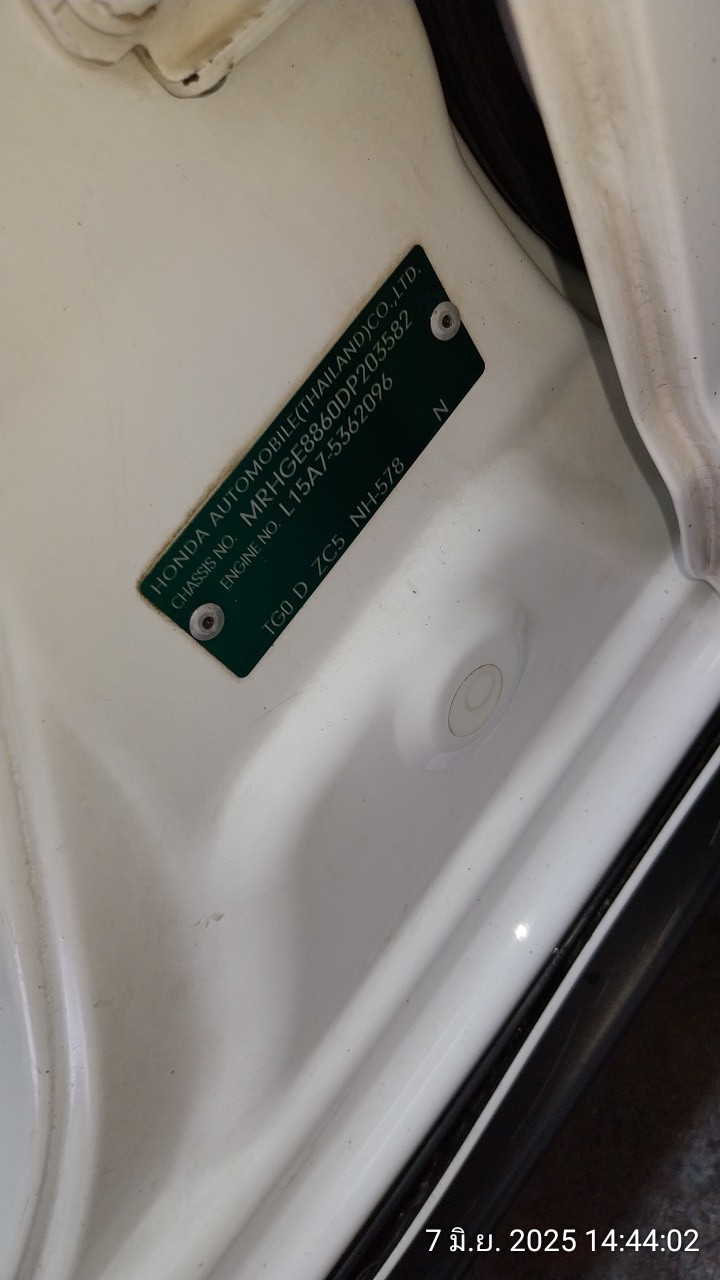 HONDA AUTOMOBILE(THAILAND)CO.,LTD.
CHASSIS NO. MRHGE8860DP203582
ENGINE NO. L15A7-5362096
TG0 D ZC5 NH-578 N
7 มิ.ย. 2025 14:44:02